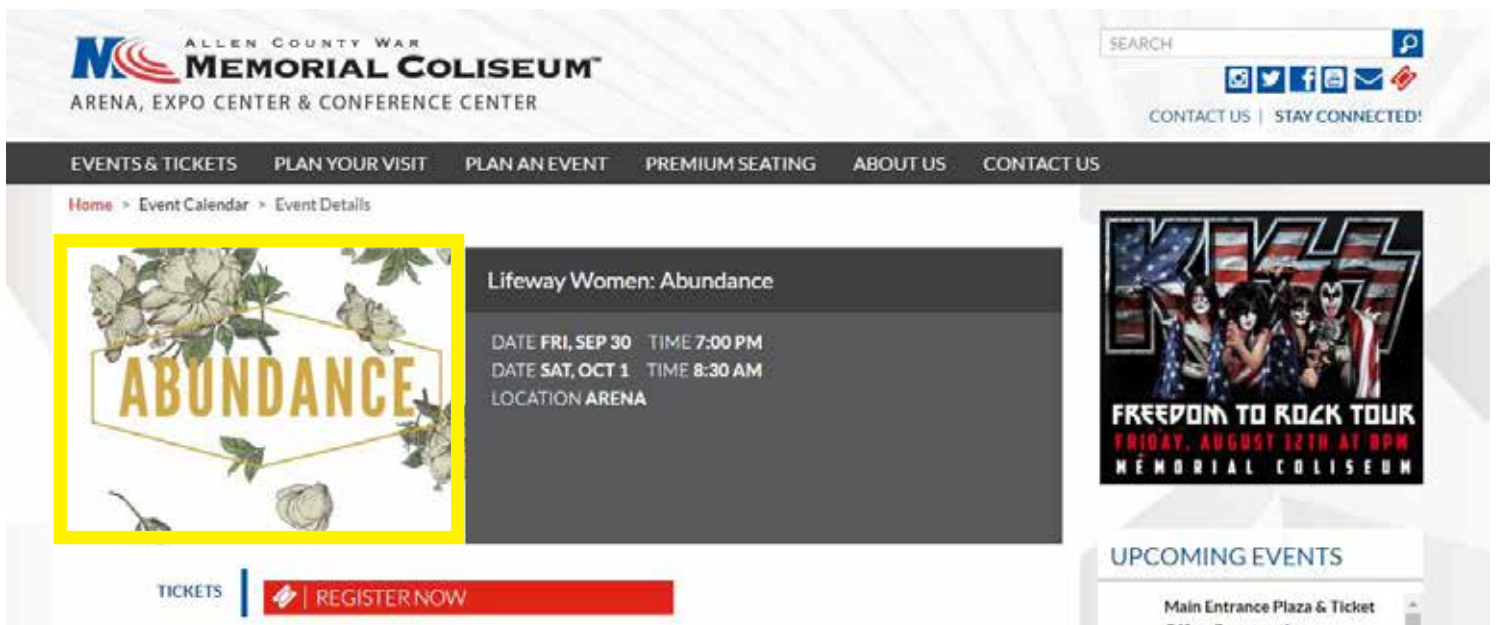 ALLEN COUNTY WAR
MEMORIAL COLISEUM™
ARENA, EXPO CENTER & CONFERENCE CENTER
SEARCH
CONTACT US | STAY CONNECTED!
EVENTS & TICKETS PLAN YOUR VISIT PLAN AN EVENT PREMIUM SEATING ABOUT US CONTACT US
Home > Event Calendar > Event Details
ABUNDANCE
Lifeway Women: Abundance
DATE FRI, SEP 30 TIME 7:00 PM
DATE SAT, OCT 1 TIME 8:30 AM
LOCATION ARENA
KISS
FREEDOM TO ROCK TOUR
FRIDAY, AUGUST 12TH AT 8PM
MEMORIAL COLISEUM
TICKETS
REGISTER NOW
UPCOMING EVENTS
Main Entrance Plaza & Ticket